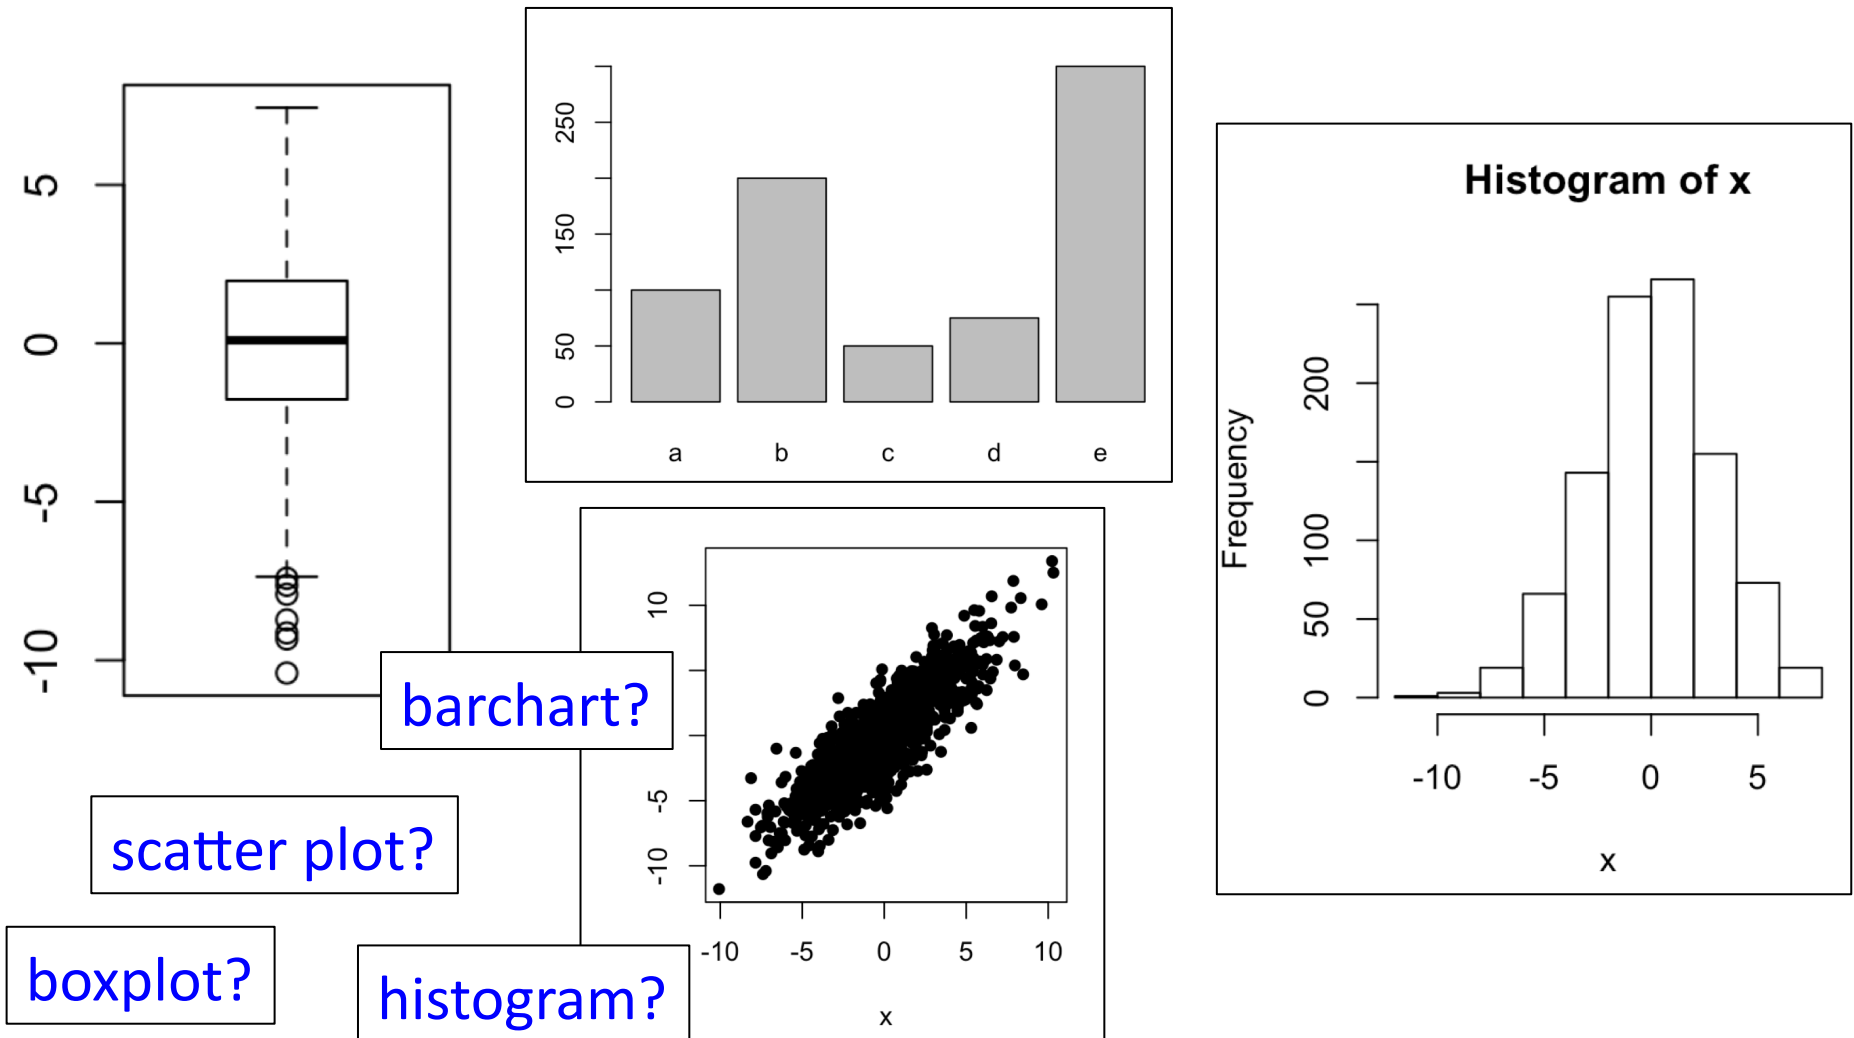 5
0
-5
-10
250
150
50
0
a b c d e
Histogram of x
Frequency
200
100
50
0
-10 -5 0 5
x
10
-5
-10
-10 -5 0 5 10
x
barchart?
scatter plot?
boxplot?
histogram?